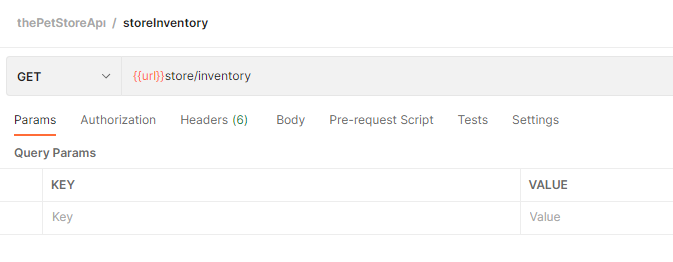 thePetStoreApi / storeInventory
GET {{url}}store/inventory
Params Authorization Headers (6) Body Pre-request Script Tests Settings
Query Params
KEY VALUE
Key Value